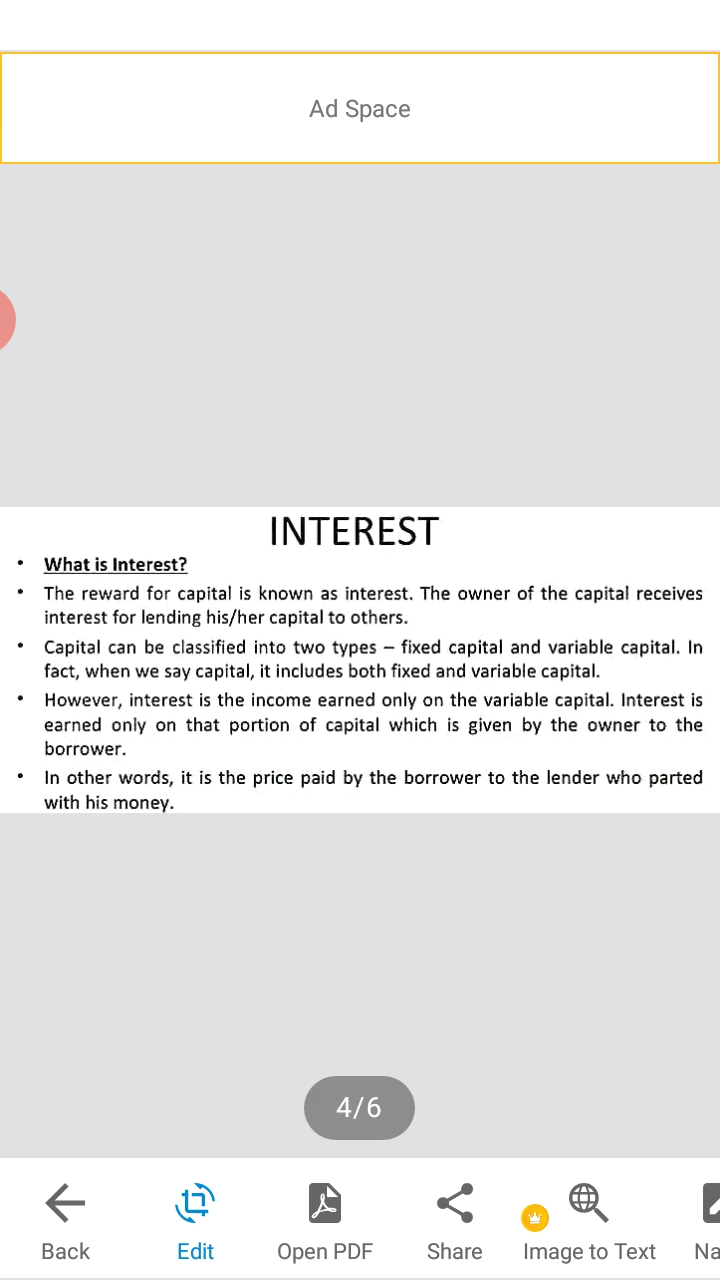 Ad Space
INTEREST
• What is Interest?
• The reward for capital is known as interest. The owner of the capital receives
interest for lending his/her capital to others.
• Capital can be classified into two types – fixed capital and variable capital. In
fact, when we say capital, it includes both fixed and variable capital.
• However, interest is the income earned only on the variable capital. Interest is
earned only on that portion of capital which is given by the owner to the
borrower.
• In other words, it is the price paid by the borrower to the lender who parted
with his money.
4/6
Back Edit Open PDF Share Image to Text Na